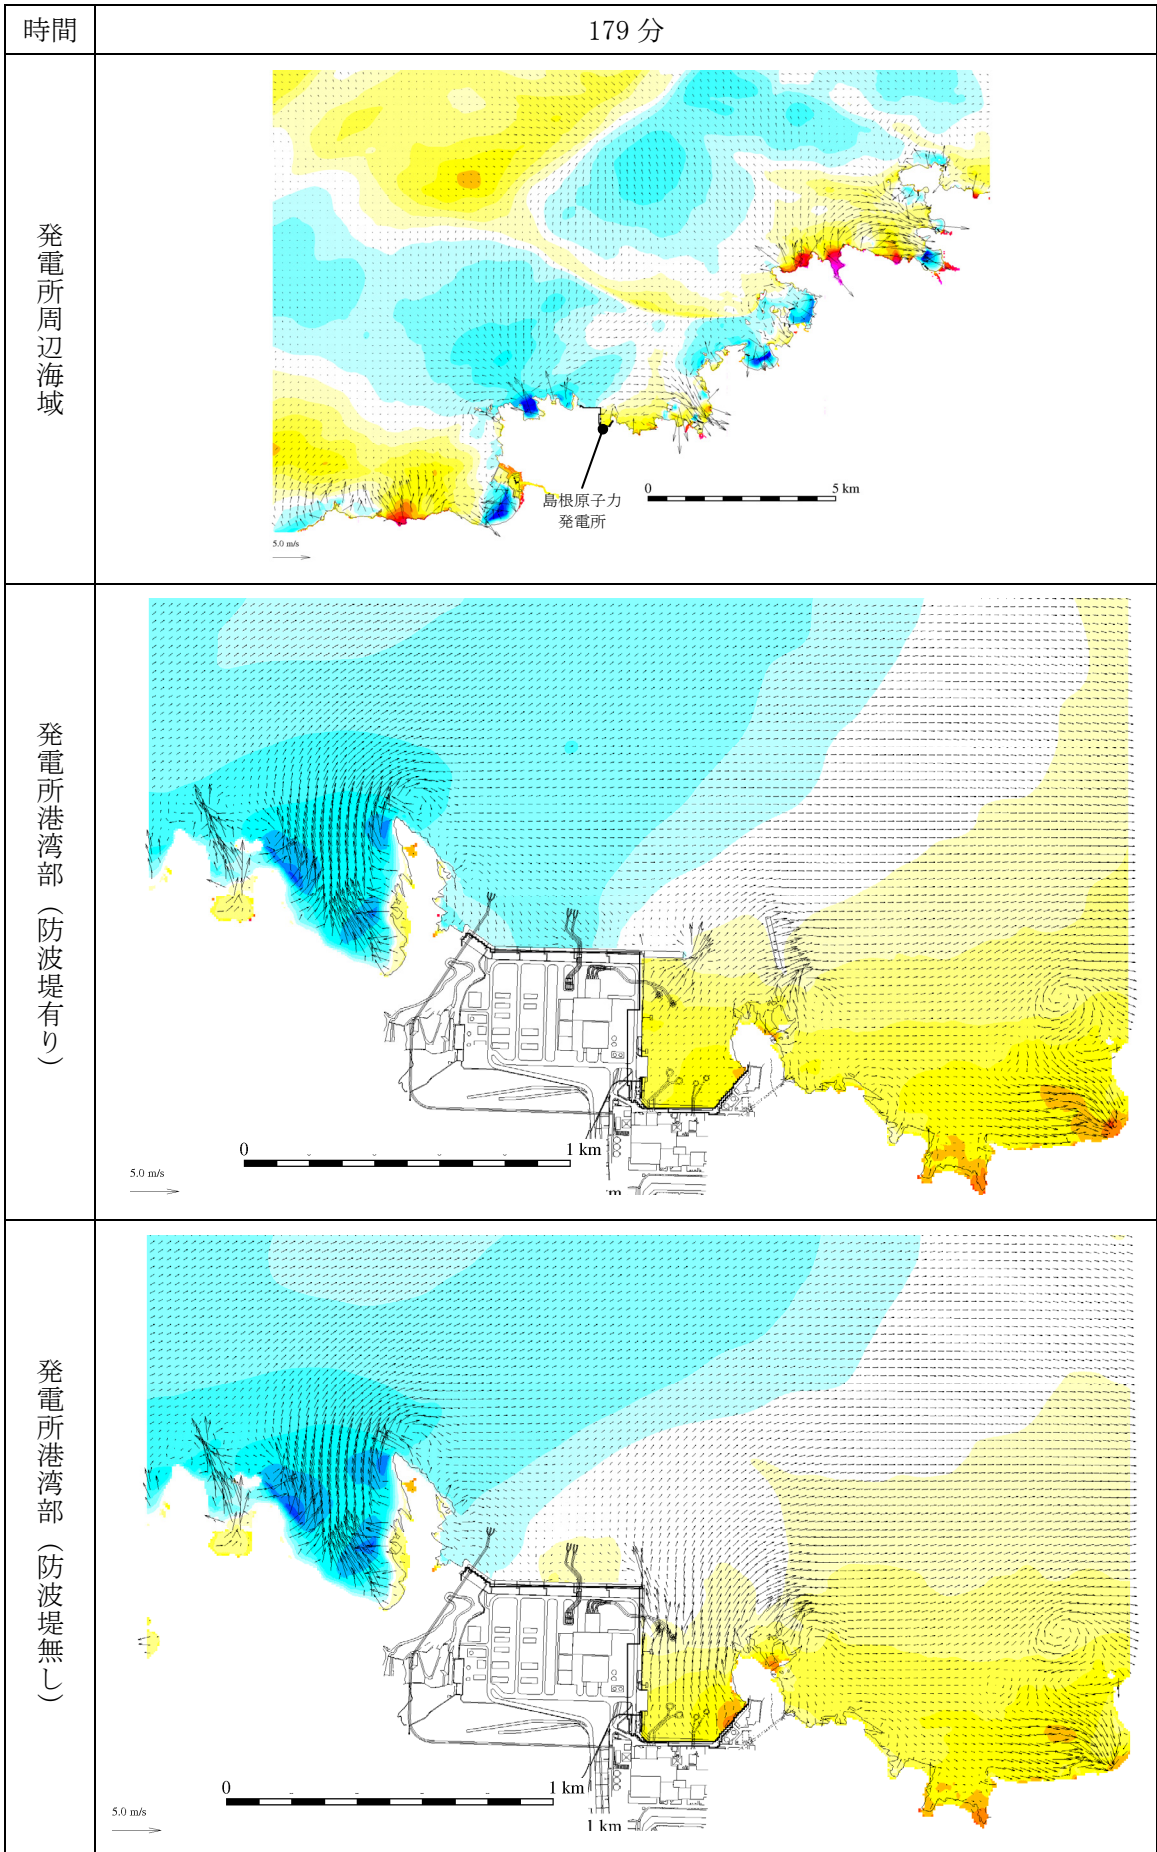 時間
179 分
発電所周辺海域
島根原子力
発電所
0
5 km
5.0 m/s
発電所港湾部（防波堤有り）
0
1 km
5.0 m/s
m
発電所港湾部（防波堤無し）
0
1 km
5.0 m/s
1 km